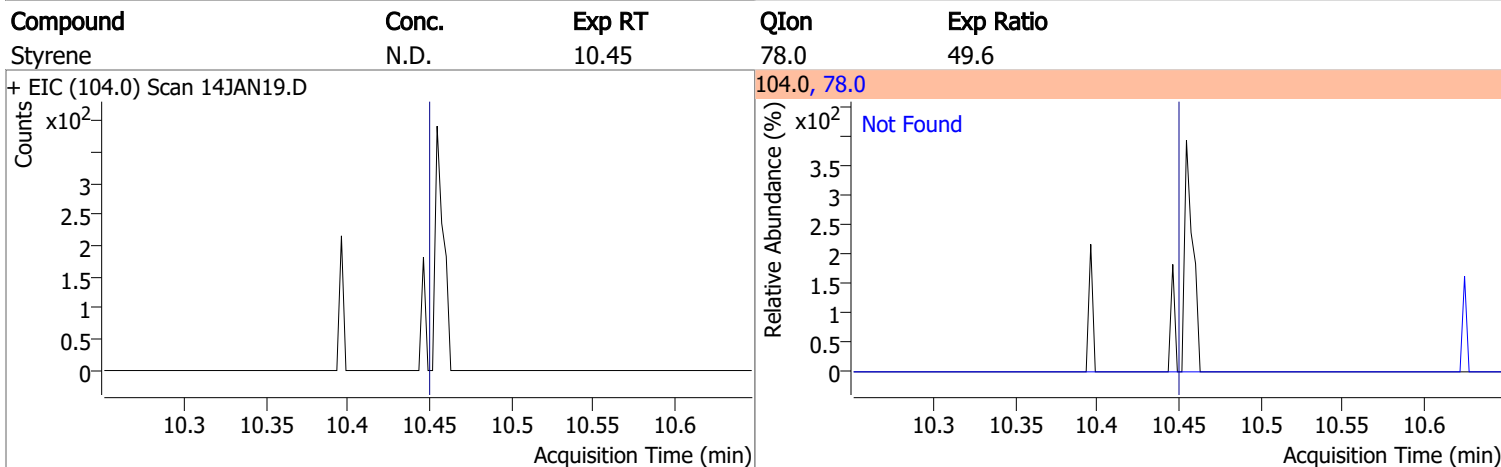 Compound Conc. Exp RT QIon Exp Ratio
Styrene N.D. 10.45 78.0 49.6
+ EIC (104.0) Scan 14JAN19.D
104.0, 78.0
Counts
x10²
3
2.5
2
1.5
1
0.5
0
10.3 10.35 10.4 10.45 10.5 10.55 10.6
Acquisition Time (min)
Relative Abundance (%)
x10²
Not Found
3.5
3
2.5
2
1.5
1
0.5
0
10.3 10.35 10.4 10.45 10.5 10.55 10.6
Acquisition Time (min)